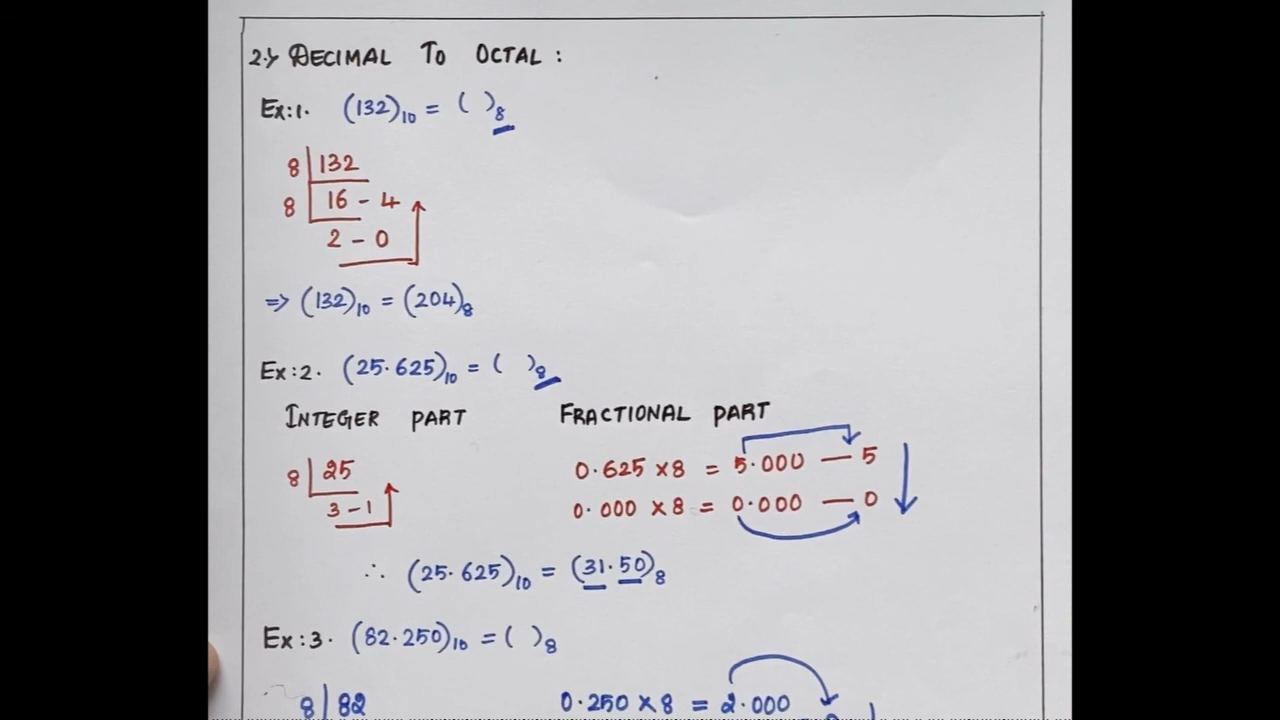 2.) DECIMAL TO OCTAL :
Ex:1. (132)₁₀ = ( )₈
8 | 132
8 | 16 - 4
2 - 0
=> (132)₁₀ = (204)₈
Ex:2. (25.625)₁₀ = ( )₈
INTEGER PART FRACTIONAL PART
8 | 25 0.625 × 8 = 5.000 — 5
3 - 1 0.000 × 8 = 0.000 — 0
∴ (25.625)₁₀ = (31.50)₈
Ex:3. (82.250)₁₀ = ( )₈
8 | 82 0.250 × 8 = 2.000